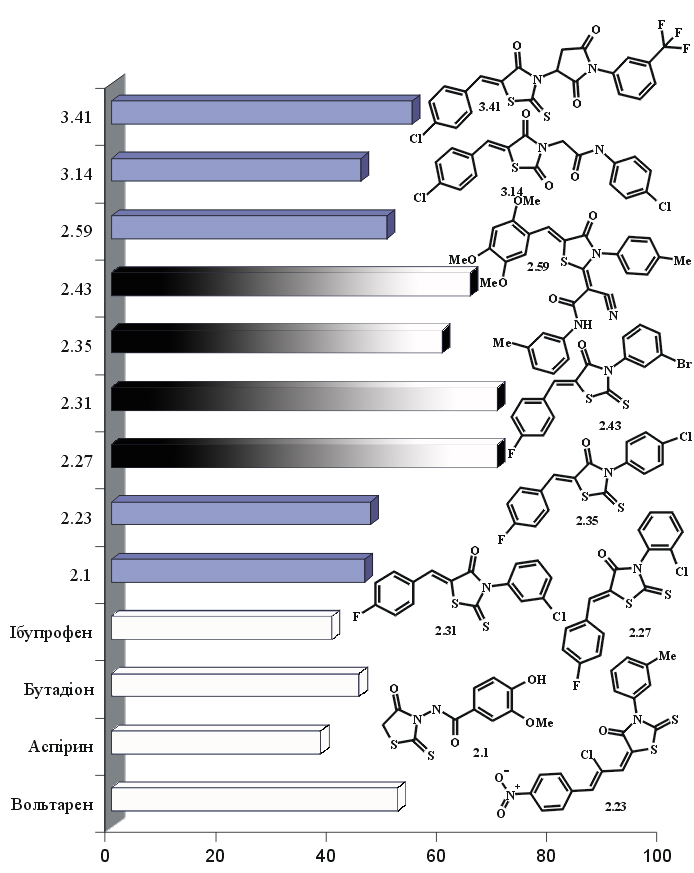 F
F
F
O
O
N
N
O
S
S
3.41
Cl
3.41
O
N
N
S
O
O
Cl
3.14
Cl
3.14
OMe
O
N
S
MeO
MeO
2.59
Me
N
O
NH
Me
2.59
2.43
O
N
Br
S
S
F
2.43
2.35
O
N
Cl
S
S
F
2.35
2.31
2.27
2.23
2.1
O
N
S
S
Cl
F
2.31
O
N
Cl
S
S
F
2.27
Ібупрофен
Бутадіон
Аспірин
Вольтарен
O
N
N
S
S
O
OH
OMe
2.1
Me
N
S
O
S
Cl
O⁻
N⁺
O
2.23
0 20 40 60 80 100